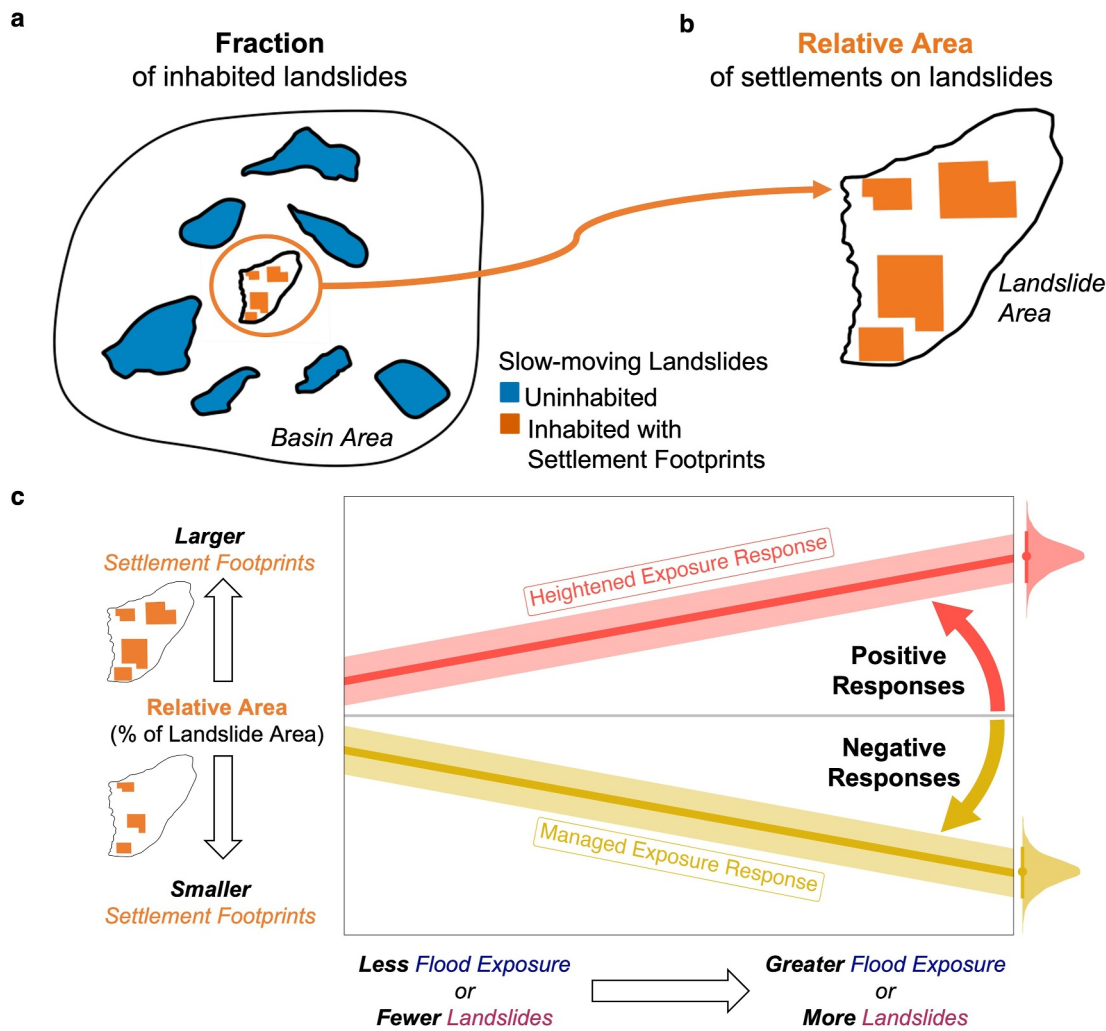 a
Fraction
of inhabited landslides
Basin Area
Slow-moving Landslides
Uninhabited
Inhabited with
Settlement Footprints
b
Relative Area
of settlements on landslides
Landslide
Area
c
Larger
Settlement Footprints
Relative Area
(% of Landslide Area)
Smaller
Settlement Footprints
Heightened Exposure Response
Positive
Responses
Negative
Responses
Managed Exposure Response
Less Flood Exposure
or
Fewer Landslides
Greater Flood Exposure
or
More Landslides